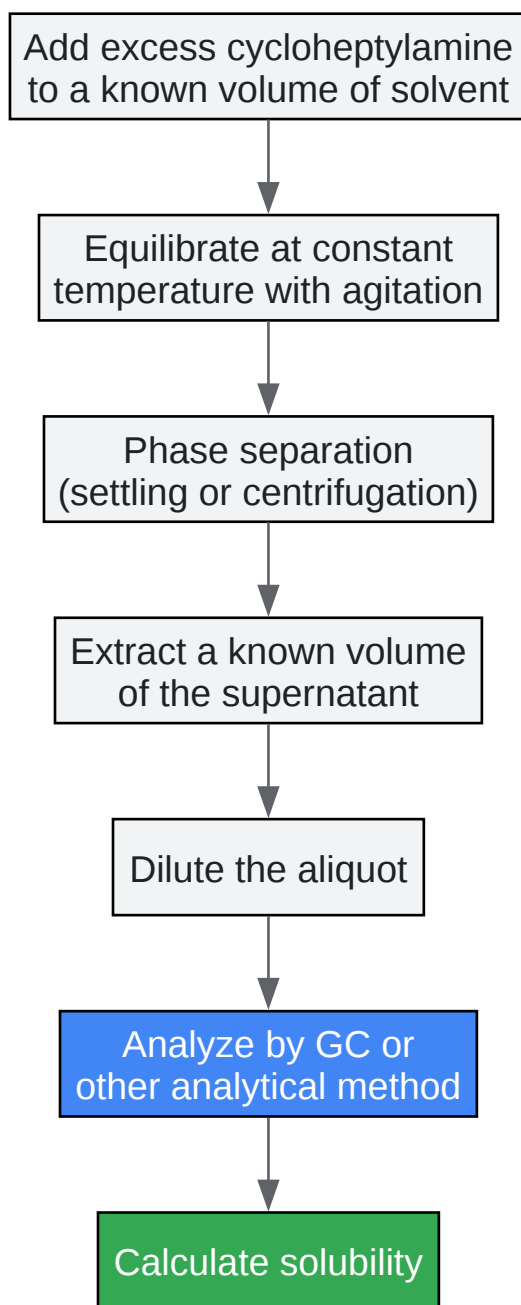 Add excess cycloheptylamine
to a known volume of solvent
Equilibrate at constant
temperature with agitation
Phase separation
(settling or centrifugation)
Extract a known volume
of the supernatant
Dilute the aliquot
Analyze by GC or
other analytical method
Calculate solubility